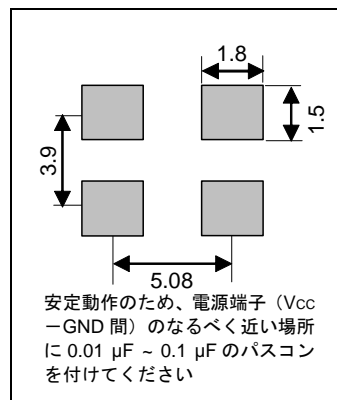 1.8
1.5
3.9
5.08
安定動作のため、電源端子（Vcc
－GND 間）のなるべく近い場所
に 0.01 µF ~ 0.1 µF のパスコン
を付けてください